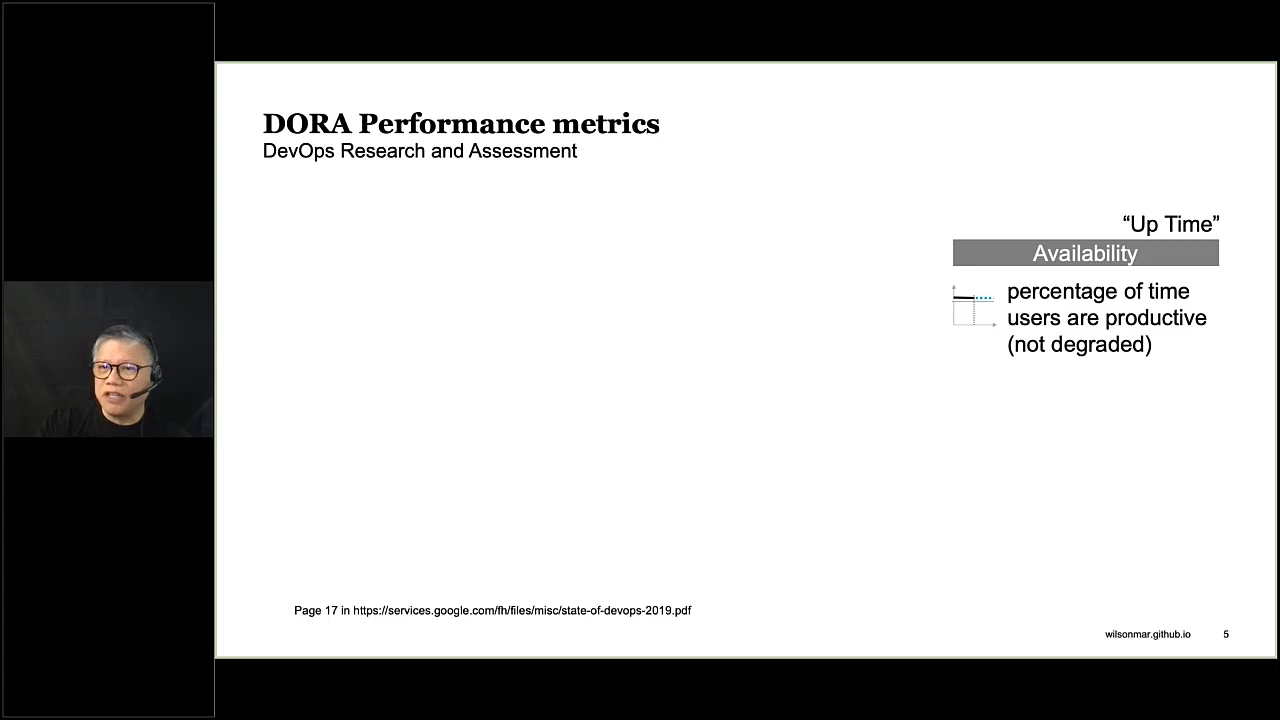 DORA Performance metrics
DevOps Research and Assessment
“Up Time”
Availability
percentage of time
users are productive
(not degraded)
Page 17 in https://services.google.com/fh/files/misc/state-of-devops-2019.pdf
wilsonmar.github.io 5